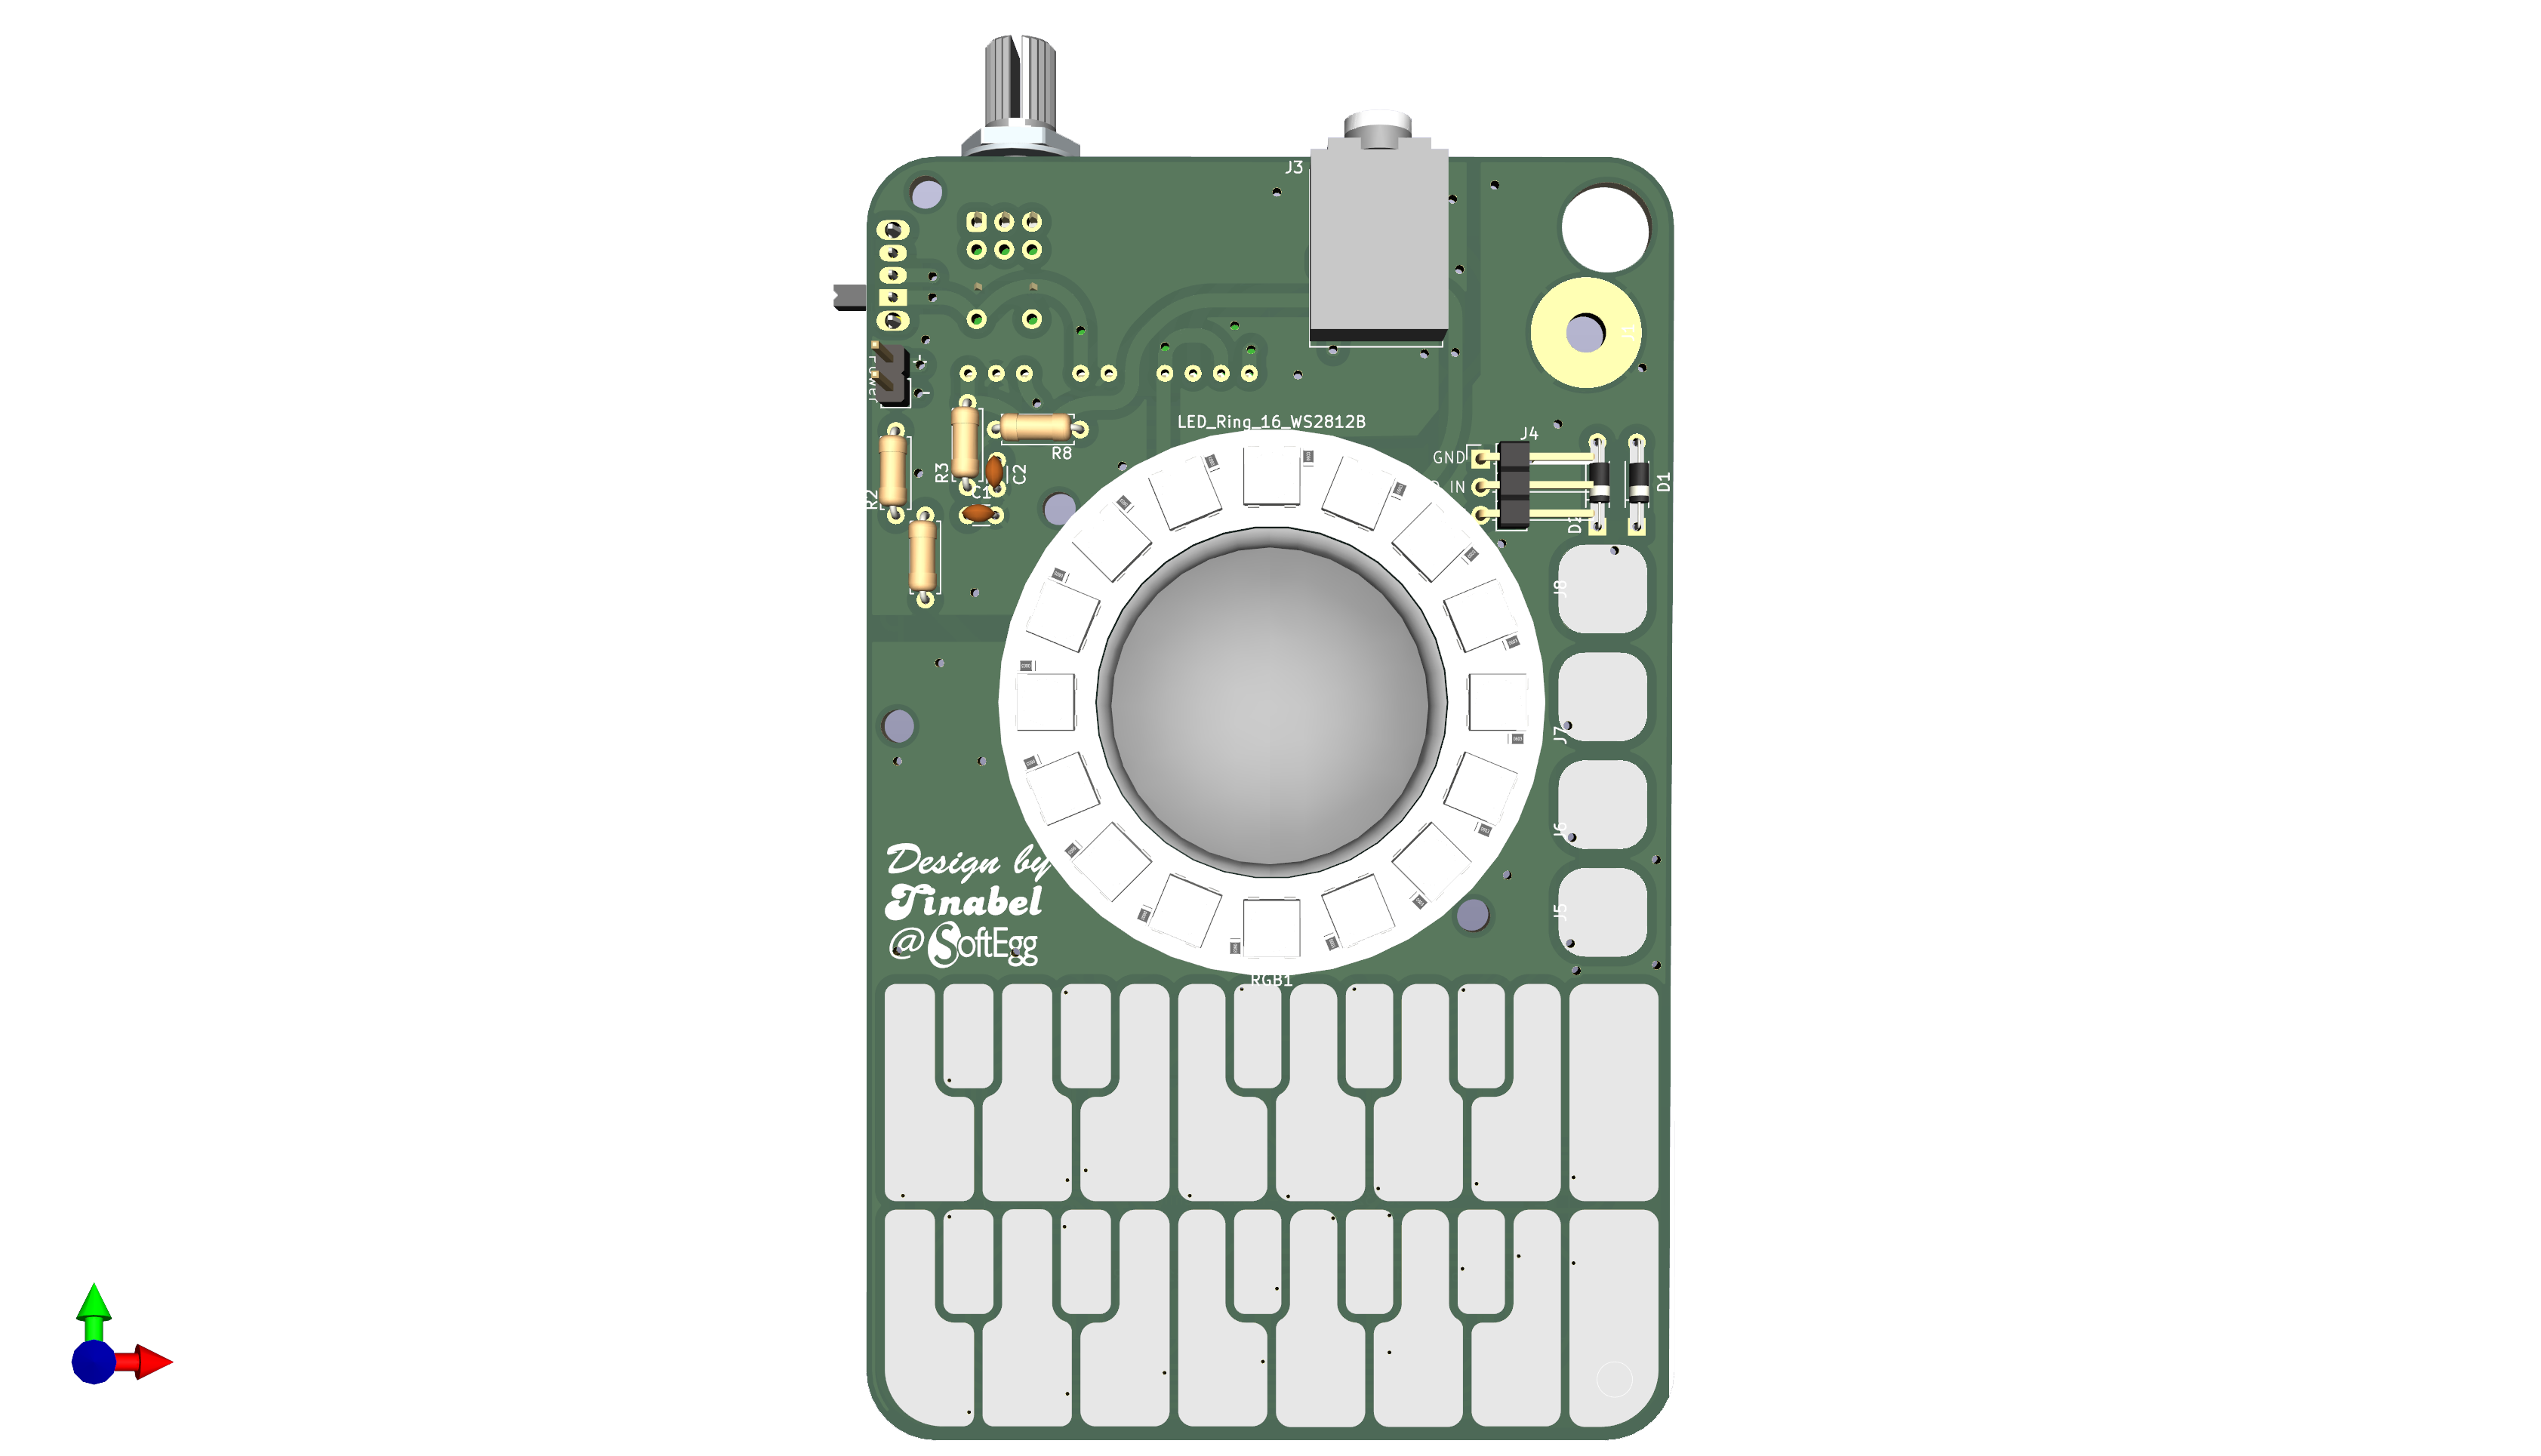 J3
J1
LED_Ring_16_WS2812B
R8
J4
GND
IN
R3
C2
C1
R2
D1
J8
J7
J6
J5
Design by
Tinabel
@SoftEgg
RGB1